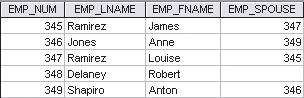 EMP_NUM EMP_LNAME EMP_FNAME EMP_SPOUSE
345 Ramirez James 347
346 Jones Anne 349
347 Ramirez Louise 345
348 Delaney Robert
349 Shapiro Anton 346